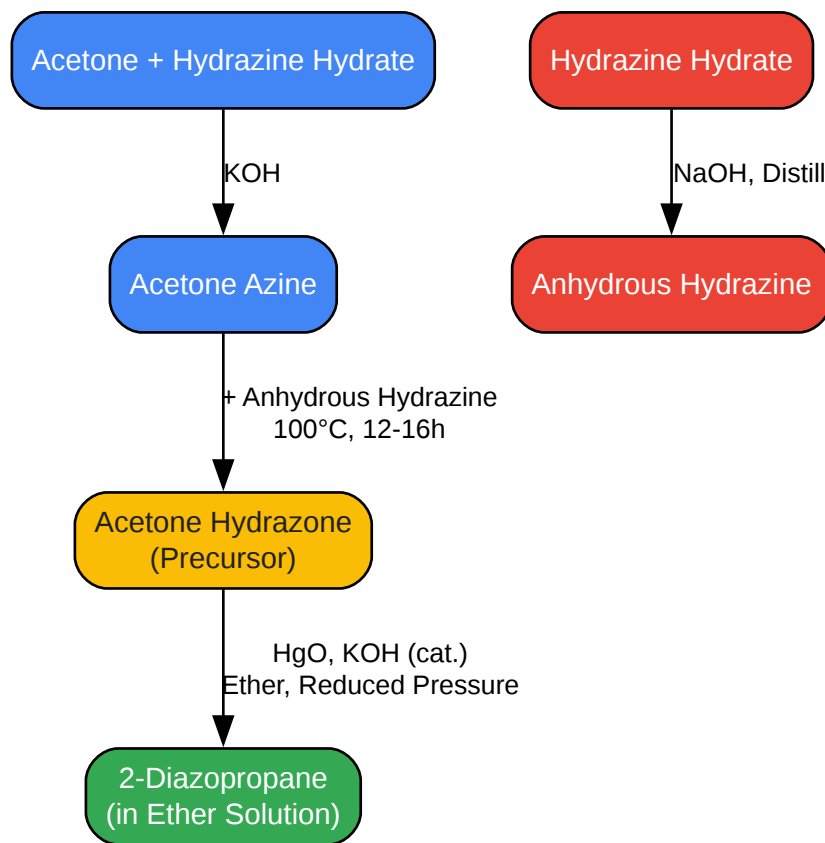 Acetone + Hydrazine Hydrate
Hydrazine Hydrate
KOH
NaOH, Distill
Acetone Azine
Anhydrous Hydrazine
+ Anhydrous Hydrazine
100°C, 12-16h
Acetone Hydrazone
(Precursor)
HgO, KOH (cat.)
Ether, Reduced Pressure
2-Diazopropane
(in Ether Solution)